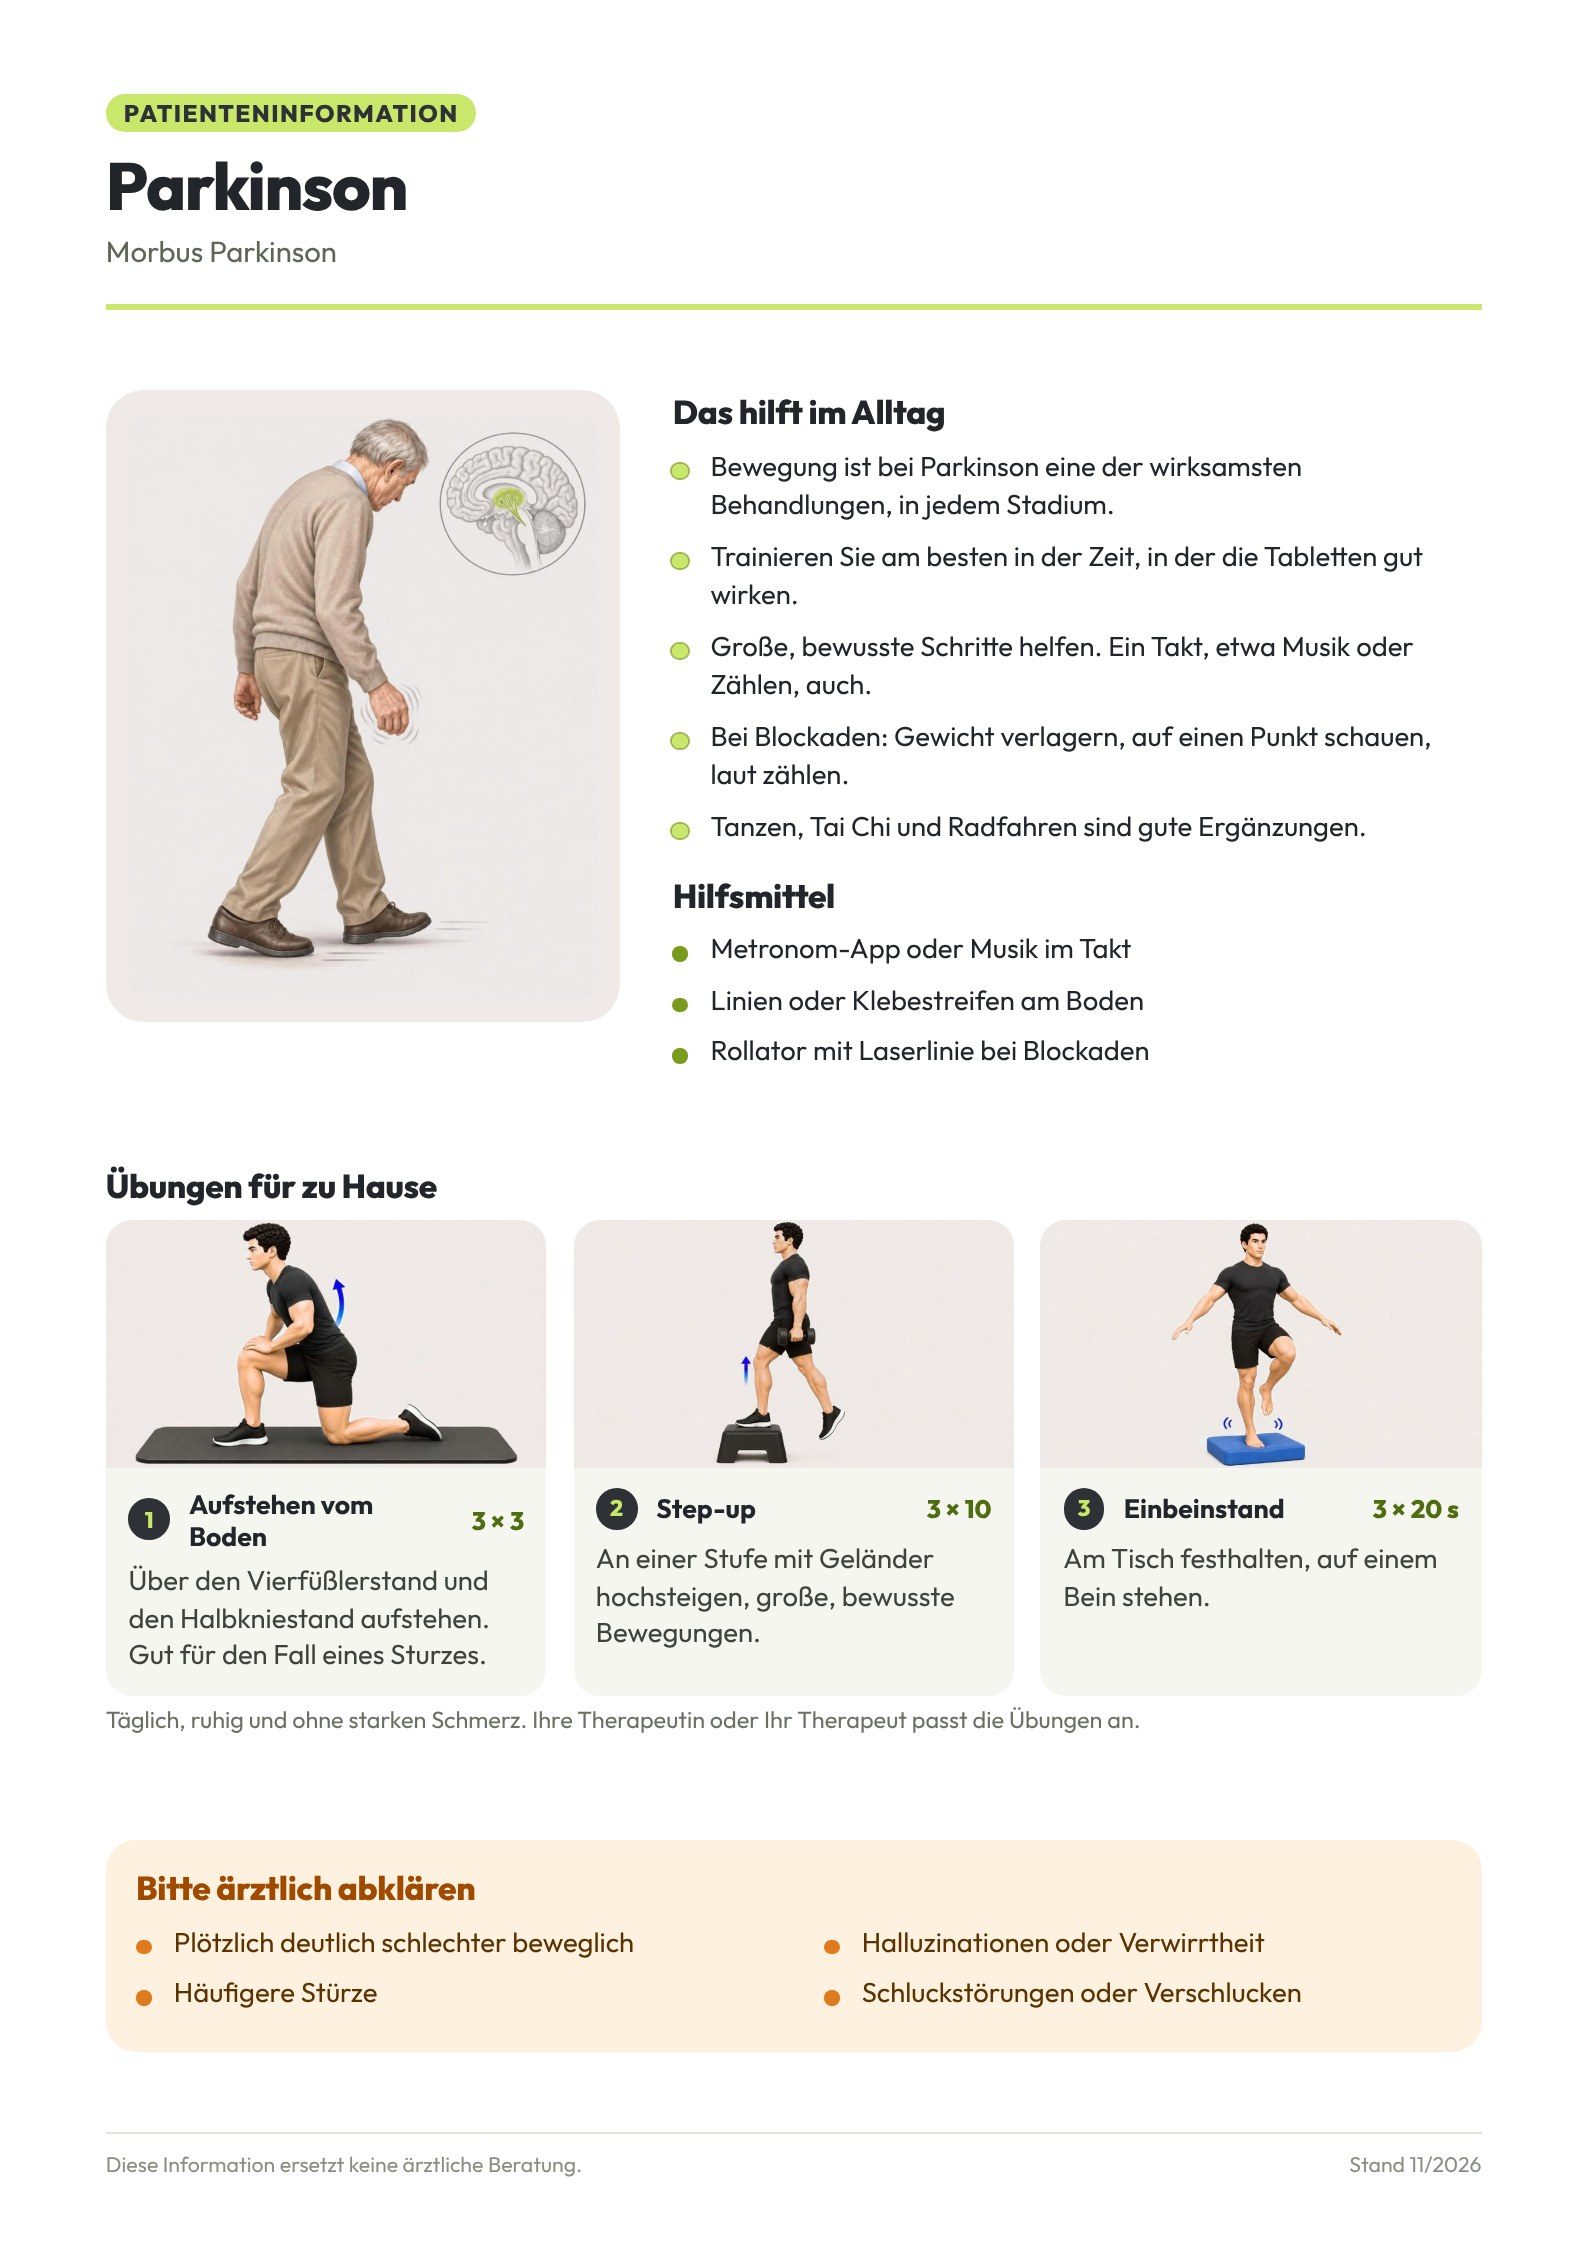 PATIENTENINFORMATION
Parkinson
Morbus Parkinson
Das hilft im Alltag
Bewegung ist bei Parkinson eine der wirksamsten
Behandlungen, in jedem Stadium.
Trainieren Sie am besten in der Zeit, in der die Tabletten gut
wirken.
Große, bewusste Schritte helfen. Ein Takt, etwa Musik oder
Zählen, auch.
Bei Blockaden: Gewicht verlagern, auf einen Punkt schauen,
laut zählen.
Tanzen, Tai Chi und Radfahren sind gute Ergänzungen.
Hilfsmittel
Metronom-App oder Musik im Takt
Linien oder Klebestreifen am Boden
Rollator mit Laserlinie bei Blockaden
Übungen für zu Hause
1 Aufstehen vom
Boden 3 × 3
Über den Vierfüßlerstand und
den Halbkniestand aufstehen.
Gut für den Fall eines Sturzes.
2 Step-up 3 × 10
An einer Stufe mit Geländer
hochsteigen, große, bewusste
Bewegungen.
3 Einbeinstand 3 × 20 s
Am Tisch festhalten, auf einem
Bein stehen.
Täglich, ruhig und ohne starken Schmerz. Ihre Therapeutin oder Ihr Therapeut passt die Übungen an.
Bitte ärztlich abklären
Plötzlich deutlich schlechter beweglich
Häufigere Stürze
Halluzinationen oder Verwirrtheit
Schluckstörungen oder Verschlucken
Diese Information ersetzt keine ärztliche Beratung.
Stand 11/2026